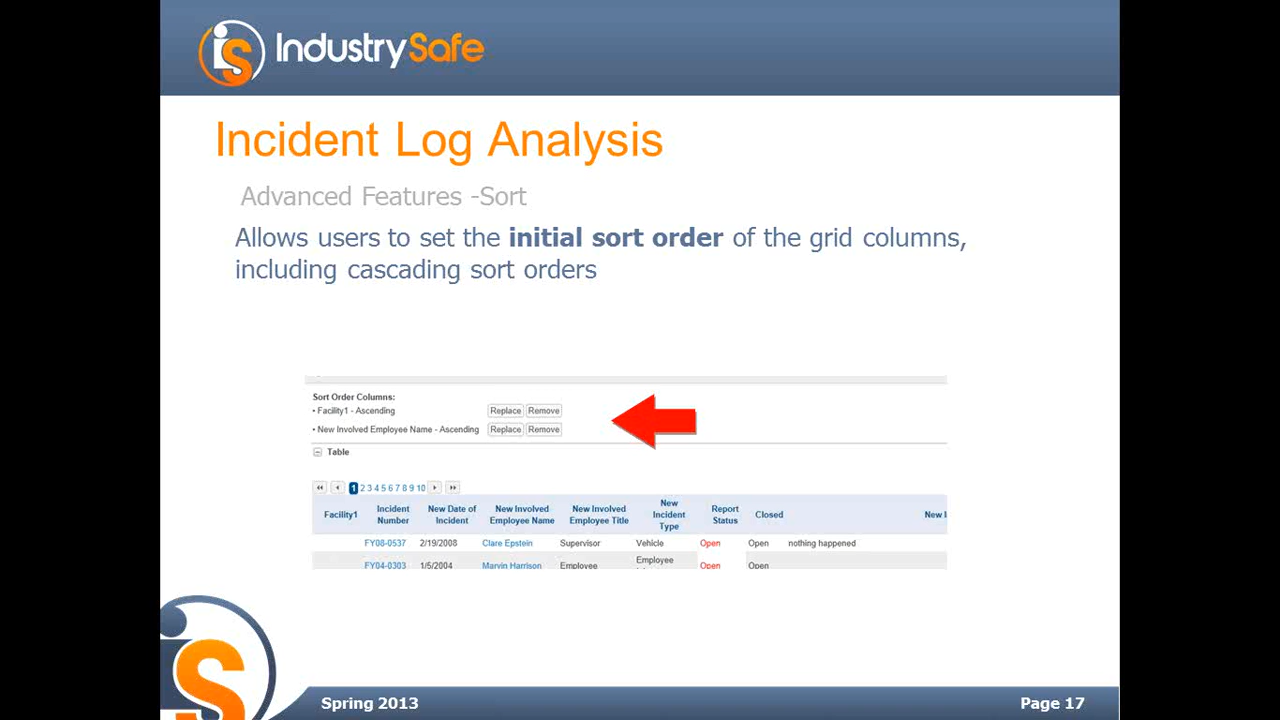 IndustrySafe
Incident Log Analysis
Advanced Features -Sort
Allows users to set the initial sort order of the grid columns,
including cascading sort orders
Sort Order Columns:
• Facility1 - Ascending Replace Remove
• New Involved Employee Name - Ascending Replace Remove
Table
1 2 3 4 5 6 7 8 9 10
Facility1 Incident Number New Date of Incident New Involved Employee Name New Involved Employee Title New Incident Type Report Status Closed New
FY08-0537 2/19/2008 Clare Epstein Supervisor Vehicle Open Open nothing happened
FY04-0303 1/5/2004 Marvin Harrison Employee Employee Open Open
Spring 2013 Page 17